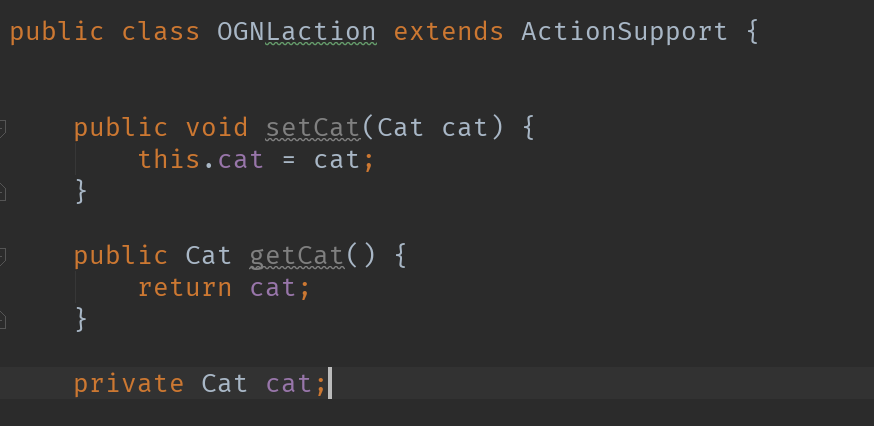 public class OGNLaction extends ActionSupport {
public void setCat(Cat cat) {
this.cat = cat;
}
public Cat getCat() {
return cat;
}
private Cat cat;